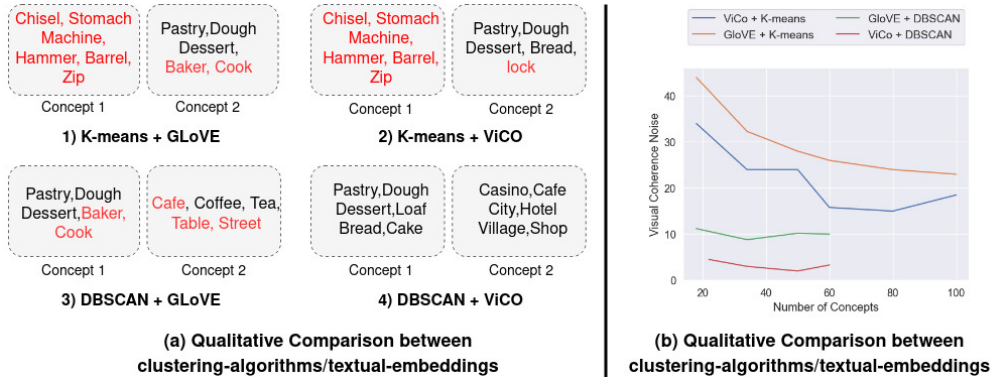 Chisel, Stomach
Machine,
Hammer, Barrel,
Zip
Concept 1
Pastry,Dough
Dessert,
Baker, Cook
Concept 2
1) K-means + GLoVE
Chisel, Stomach
Machine,
Hammer, Barrel,
Zip
Concept 1
Pastry,Dough
Dessert, Bread,
lock
Concept 2
2) K-means + ViCO
Pastry,Dough
Dessert,Baker,
Cook
Concept 1
Cafe, Coffee, Tea,
Table, Street
Concept 2
3) DBSCAN + GLoVE
Pastry,Dough
Dessert,Loaf
Bread,Cake
Concept 1
Casino,Cafe
City,Hotel
Village,Shop
Concept 2
4) DBSCAN + ViCO
(a) Qualitative Comparison between
clustering-algorithms/textual-embeddings
ViCo + K-means
GloVE + K-means
GloVE + DBSCAN
ViCo + DBSCAN
Visual Coherence Noise
40
30
20
10
0
20 40 60 80 100
Number of Concepts
(b) Qualitative Comparison between
clustering-algorithms/textual-embeddings